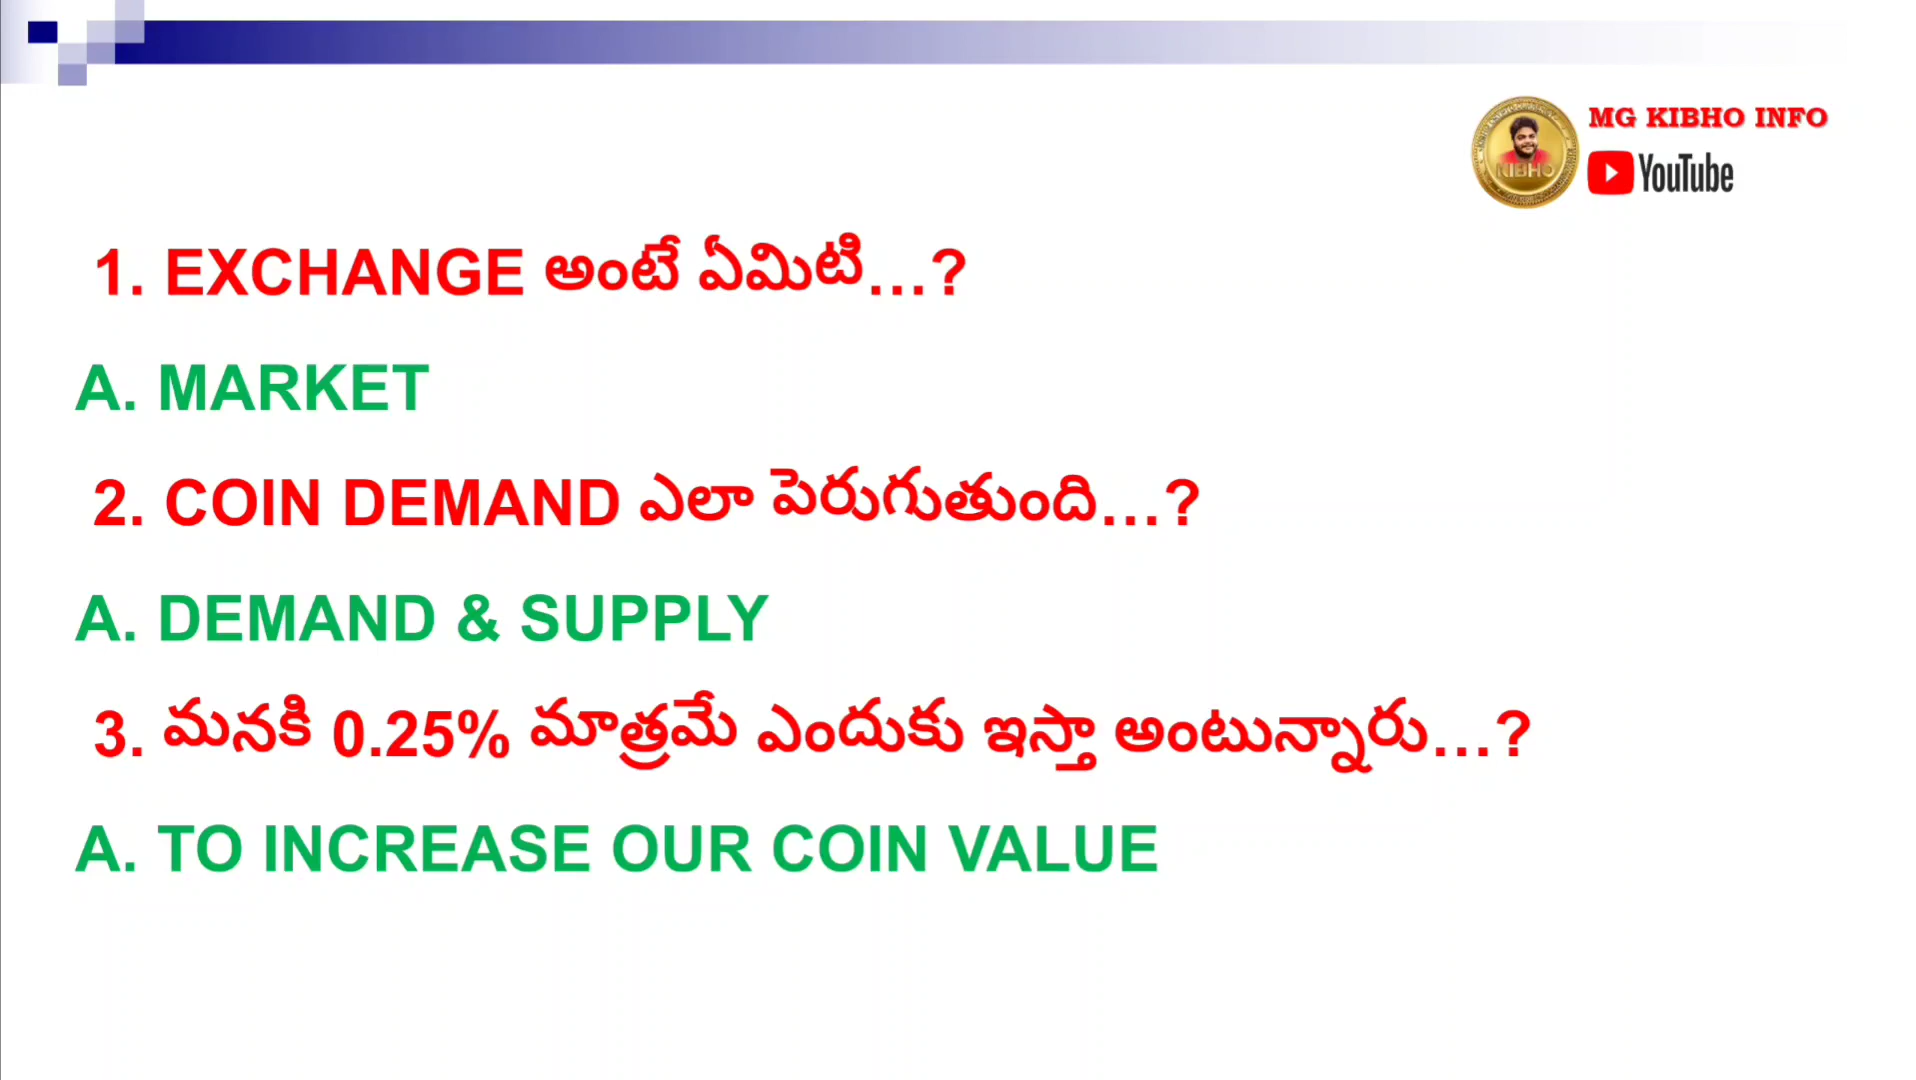 MG KIBHO INFO
KIBHO
YouTube
1. EXCHANGE అంటే ఏమిటి...?
A. MARKET
2. COIN DEMAND ఎలా పెరుగుతుంది...?
A. DEMAND & SUPPLY
3. మనకి 0.25% మాత్రమే ఎందుకు ఇస్తా అంటున్నారు...?
A. TO INCREASE OUR COIN VALUE